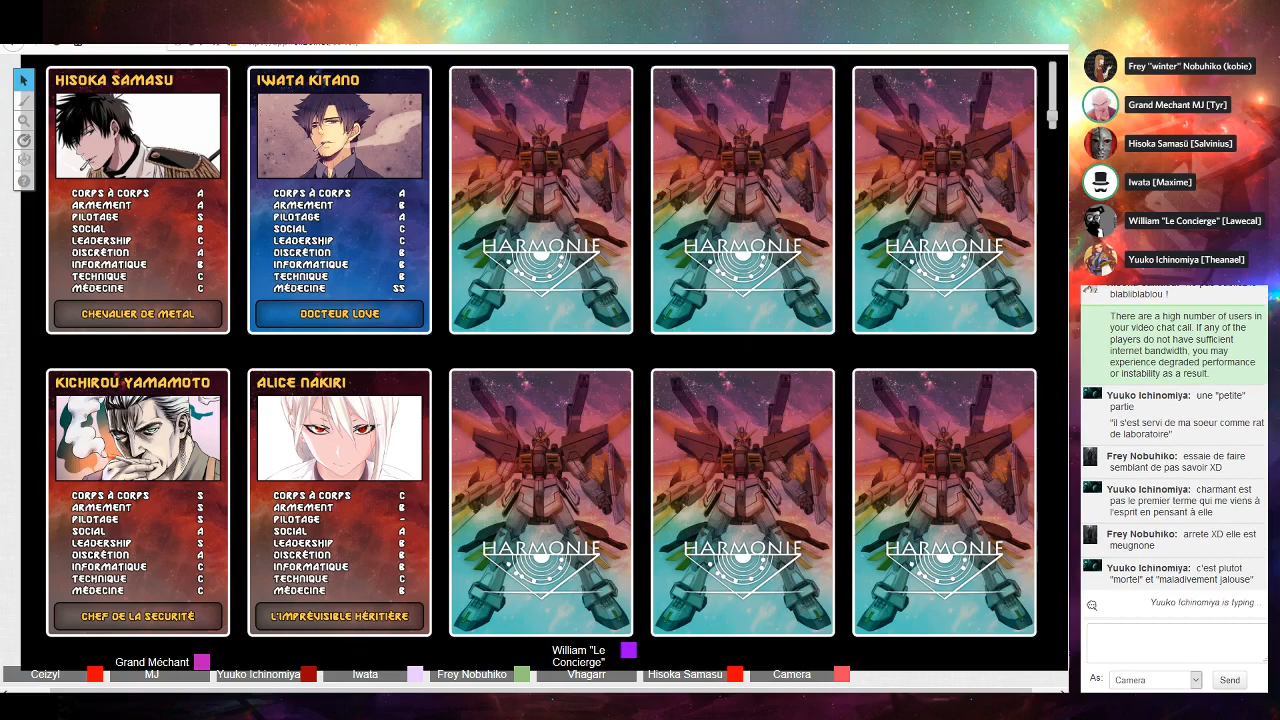 HISOKA SAMASU
CORPS À CORPS A
ARMEMENT A
PILOTAGE S
SOCIAL B
LEADERSHIP C
DISCRÉTION A
INFORMATIQUE B
TECHNIQUE C
MÉDECINE C
CHEVALIER DE METAL
IWATA KITANO
CORPS À CORPS A
ARMEMENT B
PILOTAGE A
SOCIAL C
LEADERSHIP C
DISCRÉTION B
INFORMATIQUE B
TECHNIQUE B
MÉDECINE SS
DOCTEUR LOVE
HARMONIE
HARMONIE
HARMONIE
KICHIROU YAMAMOTO
CORPS À CORPS S
ARMEMENT S
PILOTAGE S
SOCIAL A
LEADERSHIP S
DISCRÉTION A
INFORMATIQUE C
TECHNIQUE C
MÉDECINE C
CHEF DE LA SECURITÉ
ALICE NAKIRI
CORPS À CORPS C
ARMEMENT B
PILOTAGE -
SOCIAL A
LEADERSHIP B
DISCRÉTION B
INFORMATIQUE B
TECHNIQUE C
MÉDECINE B
L'IMPRÉVISIBLE HÉRITIÈRE
HARMONIE
HARMONIE
HARMONIE
Ceizyl
Grand Méchant
MJ
Yuuko Ichinomiya
Iwata
Frey Nobuhiko
William "Le
Concierge"
Vhagarr
Hisoka Samasu
Camera
Frey "winter" Nobuhiko (kobie)
Grand Mechant MJ [Tyr]
Hisoka Samasū [Salvinius]
Iwata [Maxime]
William "Le Concierge" [Lawecal]
Yuuko Ichinomiya [Theanael]
blabliblablou !
There are a high number of users in
your video chat call. If any of the
players do not have sufficient
internet bandwidth, you may
experience degraded performance
or instability as a result.
Yuuko Ichinomiya: une "petite"
partie
"il s'est servi de ma soeur comme rat
de laboratoire"
Frey Nobuhiko: essaie de faire
semblant de pas savoir XD
Yuuko Ichinomiya: charmant est
pas le premier terme qui me viens à
l'esprit en pensant à elle
Frey Nobuhiko: arrete XD elle est
meugnone
Yuuko Ichinomiya: c'est plutot
"mortel" et "maladivement jalouse"
Yuuko Ichinomiya is typing...
As: Camera Send